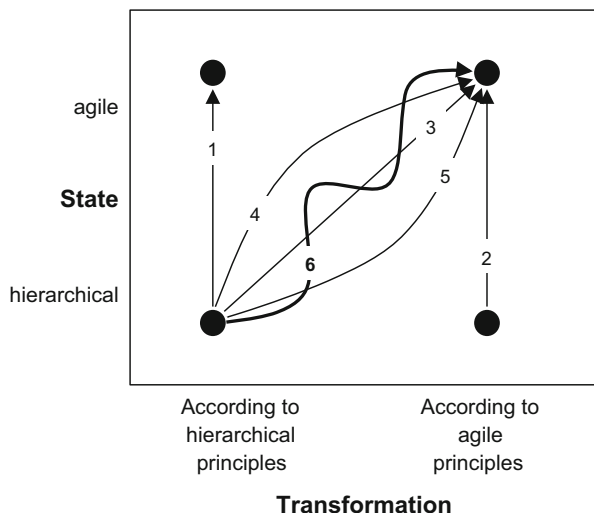 agile
State
hierarchical
1
4
3
5
6
2
According to
hierarchical
principles
According to
agile
principles
Transformation